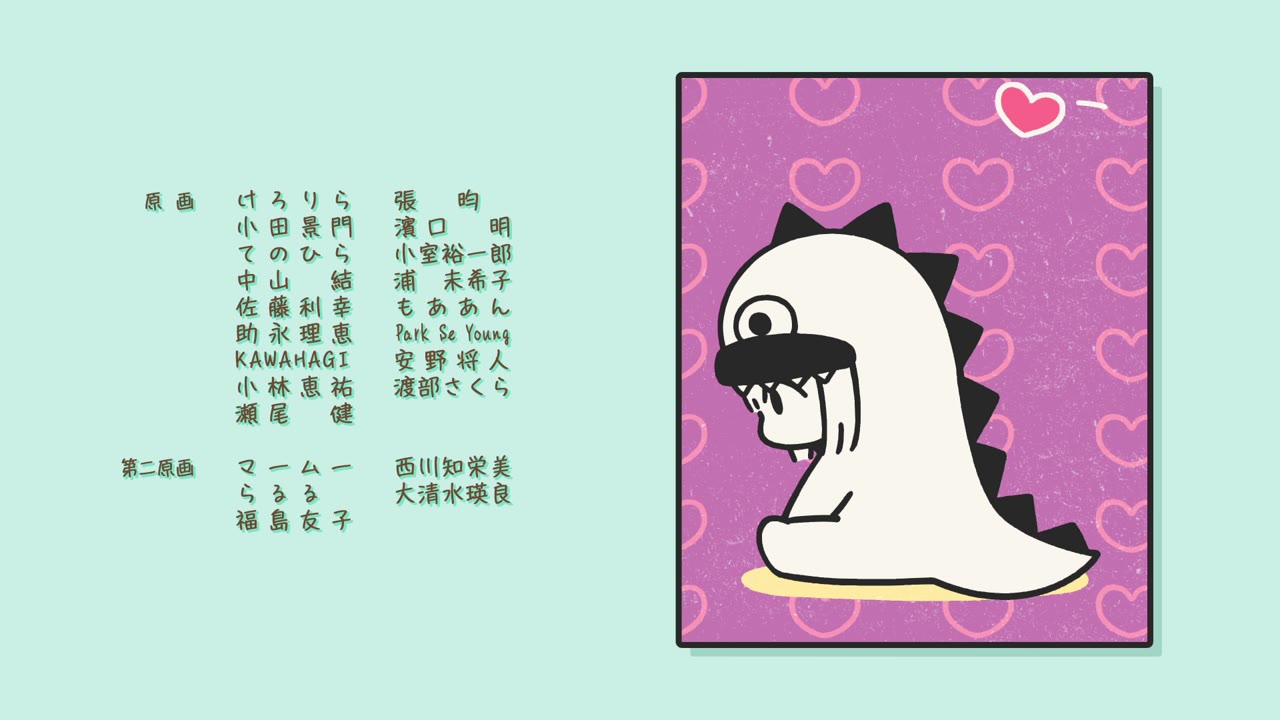 原画 けろりら 張 昀
小田景門 濱口 明
てのひら 小室裕一郎
中山 結 浦 未希子
佐藤利幸 もああん
助永理恵 Park Se Young
KAWAHAGI 安野将人
小林恵祐 渡部さくら
瀬尾 健
第二原画 マームー 西川知栄美
らるる 大清水瑛良
福島友子